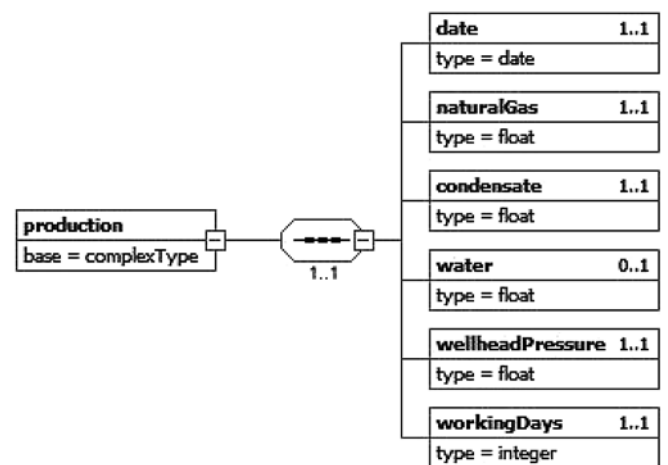 production
base = complexType
1..1
date 1..1
type = date
naturalGas 1..1
type = float
condensate 1..1
type = float
water 0..1
type = float
wellheadPressure 1..1
type = float
workingDays 1..1
type = integer